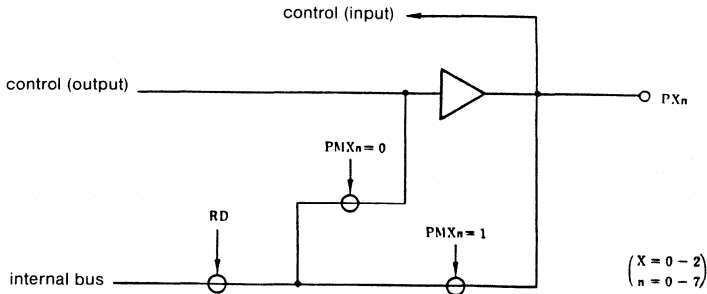 control (input)
control (output)
PXn
PMXn = 0
RD
PMXn = 1
internal bus
(X = 0 – 2
n = 0 – 7)